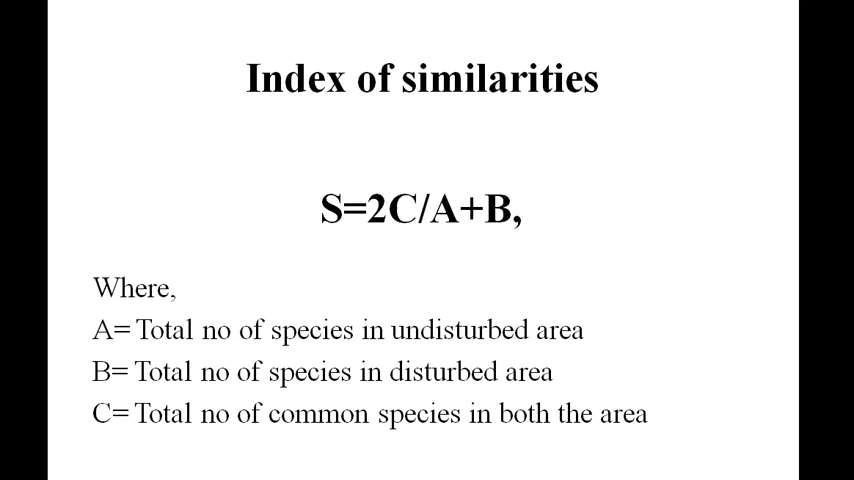 Index of similarities
S=2C/A+B,
Where,
A= Total no of species in undisturbed area
B= Total no of species in disturbed area
C= Total no of common species in both the area